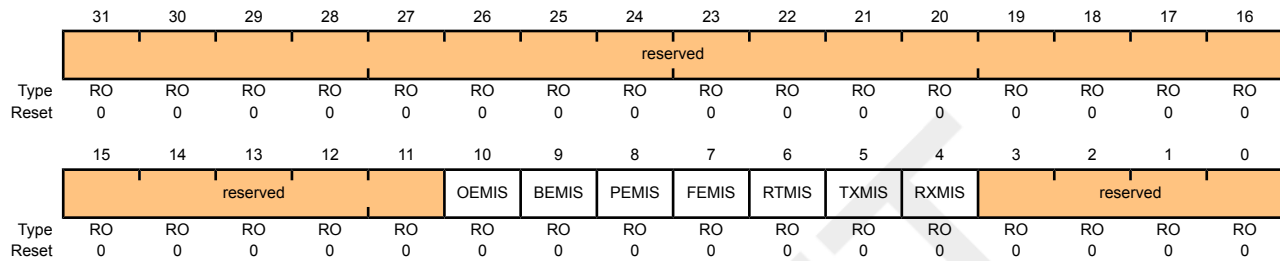 31 30 29 28 27 26 25 24 23 22 21 20 19 18 17 16
reserved
Type RO RO RO RO RO RO RO RO RO RO RO RO RO RO RO RO
Reset 0 0 0 0 0 0 0 0 0 0 0 0 0 0 0 0
15 14 13 12 11 10 9 8 7 6 5 4 3 2 1 0
reserved OEMIS BEMIS PEMIS FEMIS RTMIS TXMIS RXMIS reserved
Type RO RO RO RO RO RO RO RO RO RO RO RO RO RO RO RO
Reset 0 0 0 0 0 0 0 0 0 0 0 0 0 0 0 0